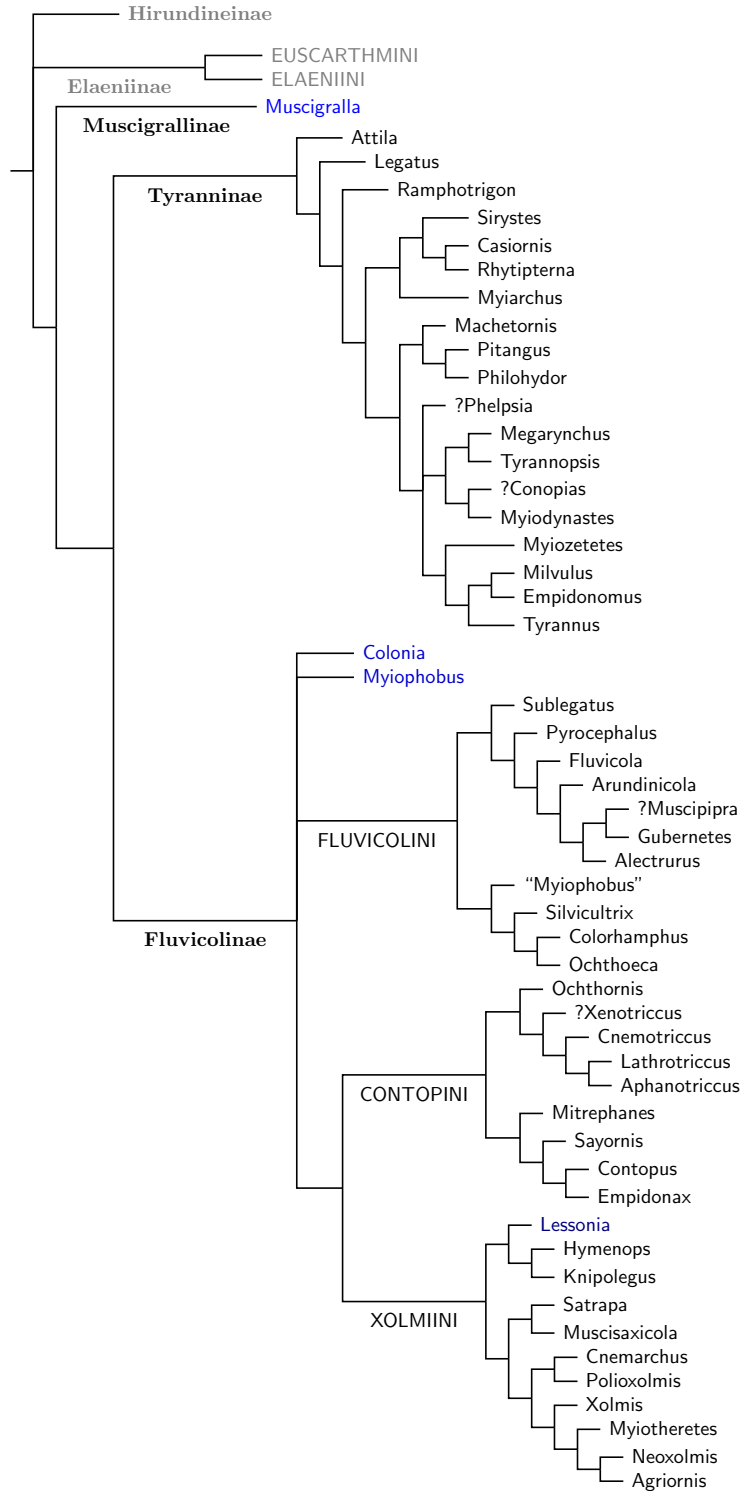 Hirundineinae
EUSCARTHMINI
ELAENIINI
Elaeniinae
Muscigralla
Muscigrallinae
Attila
Legatus
Tyranninae
Ramphotrigon
Sirystes
Casiornis
Rhytipterna
Myiarchus
Machetornis
Pitangus
Philohydor
?Phelpsia
Megarynchus
Tyrannopsis
?Conopias
Myiodynastes
Myiozetetes
Milvulus
Empidonomus
Tyrannus
Colonia
Myiophobus
Sublegatus
Pyrocephalus
Fluvicola
Arundinicola
?Muscipipra
Gubernetes
FLUVICOLINI
Alectrurus
“Myiophobus”
Silvicultrix
Colorhamphus
Fluvicolinae
Ochthoeca
Ochthornis
?Xenotriccus
Cnemotriccus
Lathrotriccus
Aphanotriccus
CONTOPINI
Mitrephanes
Sayornis
Contopus
Empidonax
Lessonia
Hymenops
Knipolegus
Satrapa
XOLMIINI
Muscisaxicola
Cnemarchus
Polioxolmis
Xolmis
Myiotheretes
Neoxolmis
Agriornis